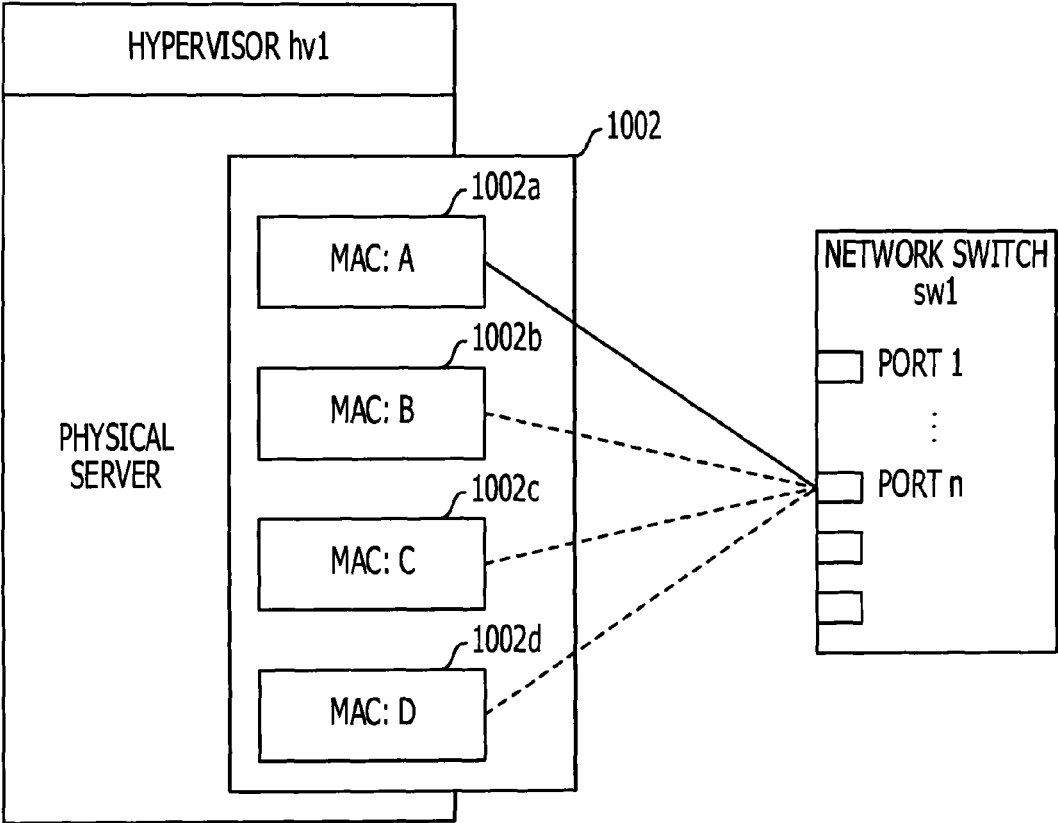 HYPERVISOR hv1
1002
1002a
MAC: A
1002b
MAC: B
1002c
MAC: C
1002d
MAC: D
PHYSICAL
SERVER
NETWORK SWITCH
sw1
PORT 1
⋮
PORT n